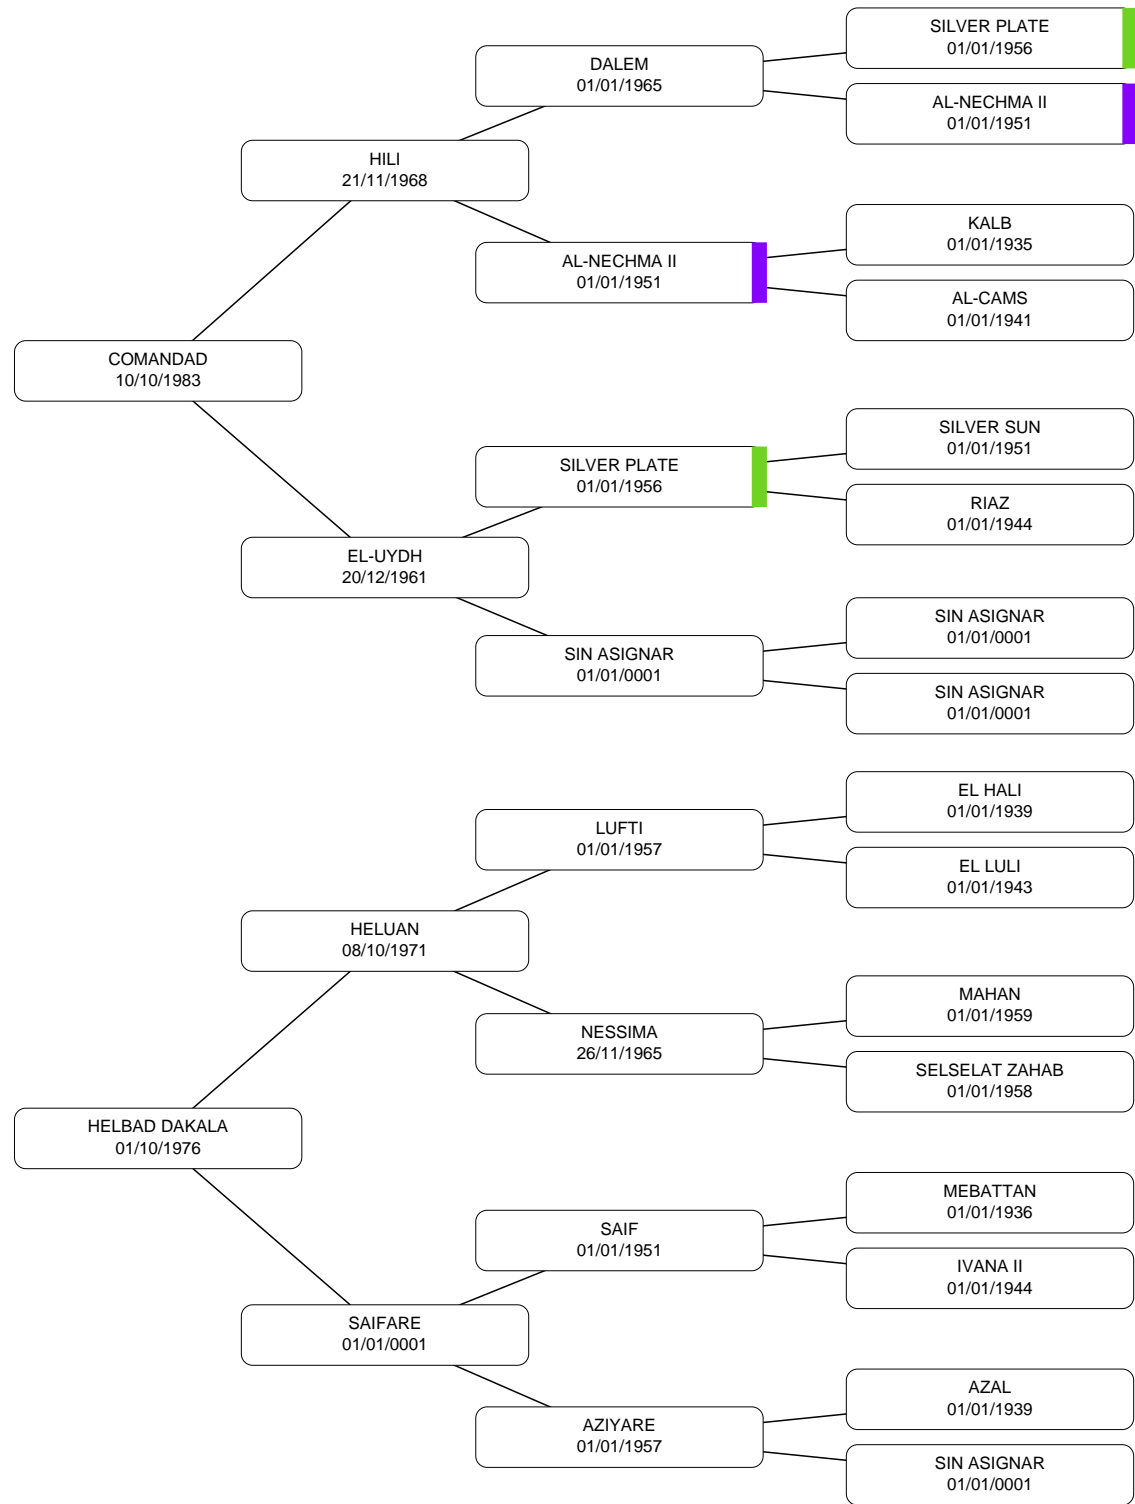 SILVER PLATE
01/01/1956
DALEM
01/01/1965
AL-NECHMA II
01/01/1951
HILI
21/11/1968
KALB
01/01/1935
AL-NECHMA II
01/01/1951
AL-CAMS
01/01/1941
COMANDAD
10/10/1983
SILVER SUN
01/01/1951
SILVER PLATE
01/01/1956
RIAZ
01/01/1944
EL-UYDH
20/12/1961
SIN ASIGNAR
01/01/0001
SIN ASIGNAR
01/01/0001
SIN ASIGNAR
01/01/0001
EL HALI
01/01/1939
LUFTI
01/01/1957
EL LULI
01/01/1943
HELUAN
08/10/1971
MAHAN
01/01/1959
NESSIMA
26/11/1965
SELSELAT ZAHAB
01/01/1958
HELBAD DAKALA
01/10/1976
MEBATTAN
01/01/1936
SAIF
01/01/1951
IVANA II
01/01/1944
SAIFARE
01/01/0001
AZAL
01/01/1939
AZIYARE
01/01/1957
SIN ASIGNAR
01/01/0001